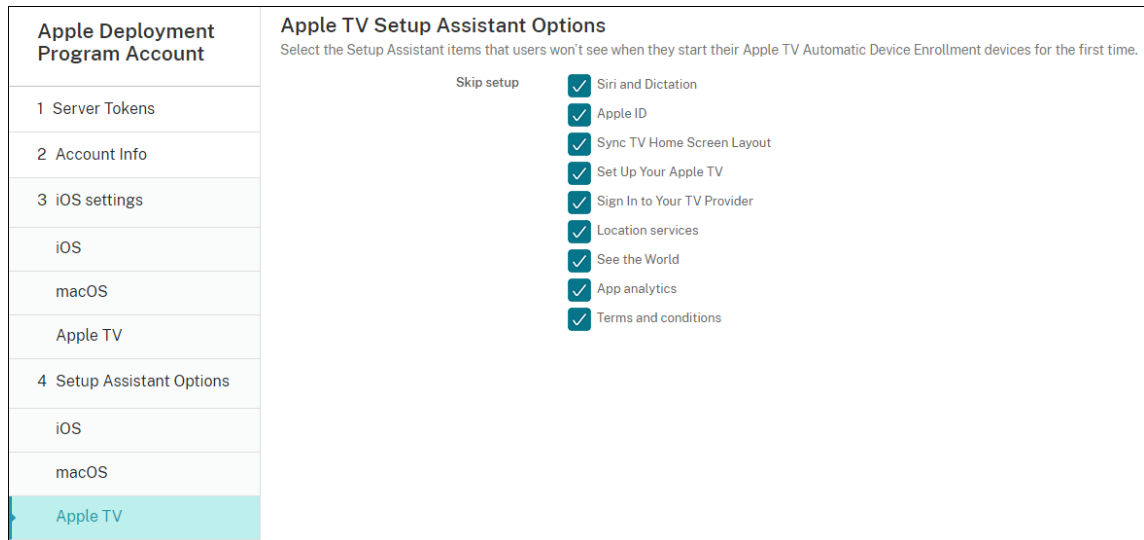 Apple Deployment
Program Account
1 Server Tokens
2 Account Info
3 iOS settings
iOS
macOS
Apple TV
4 Setup Assistant Options
iOS
macOS
Apple TV
Apple TV Setup Assistant Options
Select the Setup Assistant items that users won't see when they start their Apple TV Automatic Device Enrollment devices for the first time.
Skip setup
Siri and Dictation
Apple ID
Sync TV Home Screen Layout
Set Up Your Apple TV
Sign In to Your TV Provider
Location services
See the World
App analytics
Terms and conditions